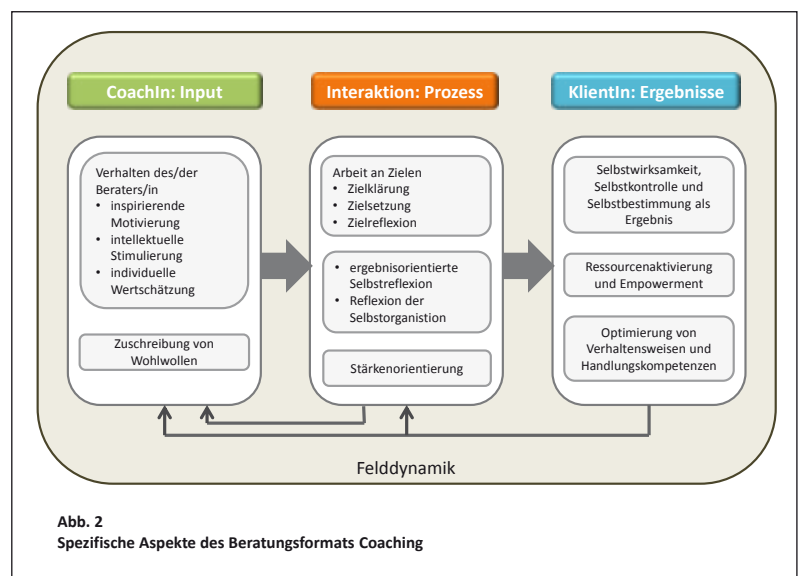 CoachIn: Input
Verhalten des/der
Beraters/in
• inspirierende
Motivierung
• intellektuelle
Stimulierung
• individuelle
Wertschätzung
Zuschreibung von
Wohlwollen
Interaktion: Prozess
Arbeit an Zielen
• Zielklärung
• Zielsetzung
• Zielreflexion
• ergebnisorientierte
Selbstreflexion
• Reflexion der
Selbstorganistion
Stärkenorientierung
KlientIn: Ergebnisse
Selbstwirksamkeit,
Selbstkontrolle und
Selbstbestimmung als
Ergebnis
Ressourcenaktivierung
und Empowerment
Optimierung von
Verhaltensweisen und
Handlungskompetenzen
Felddynamik
Abb. 2
Spezifische Aspekte des Beratungsformats Coaching